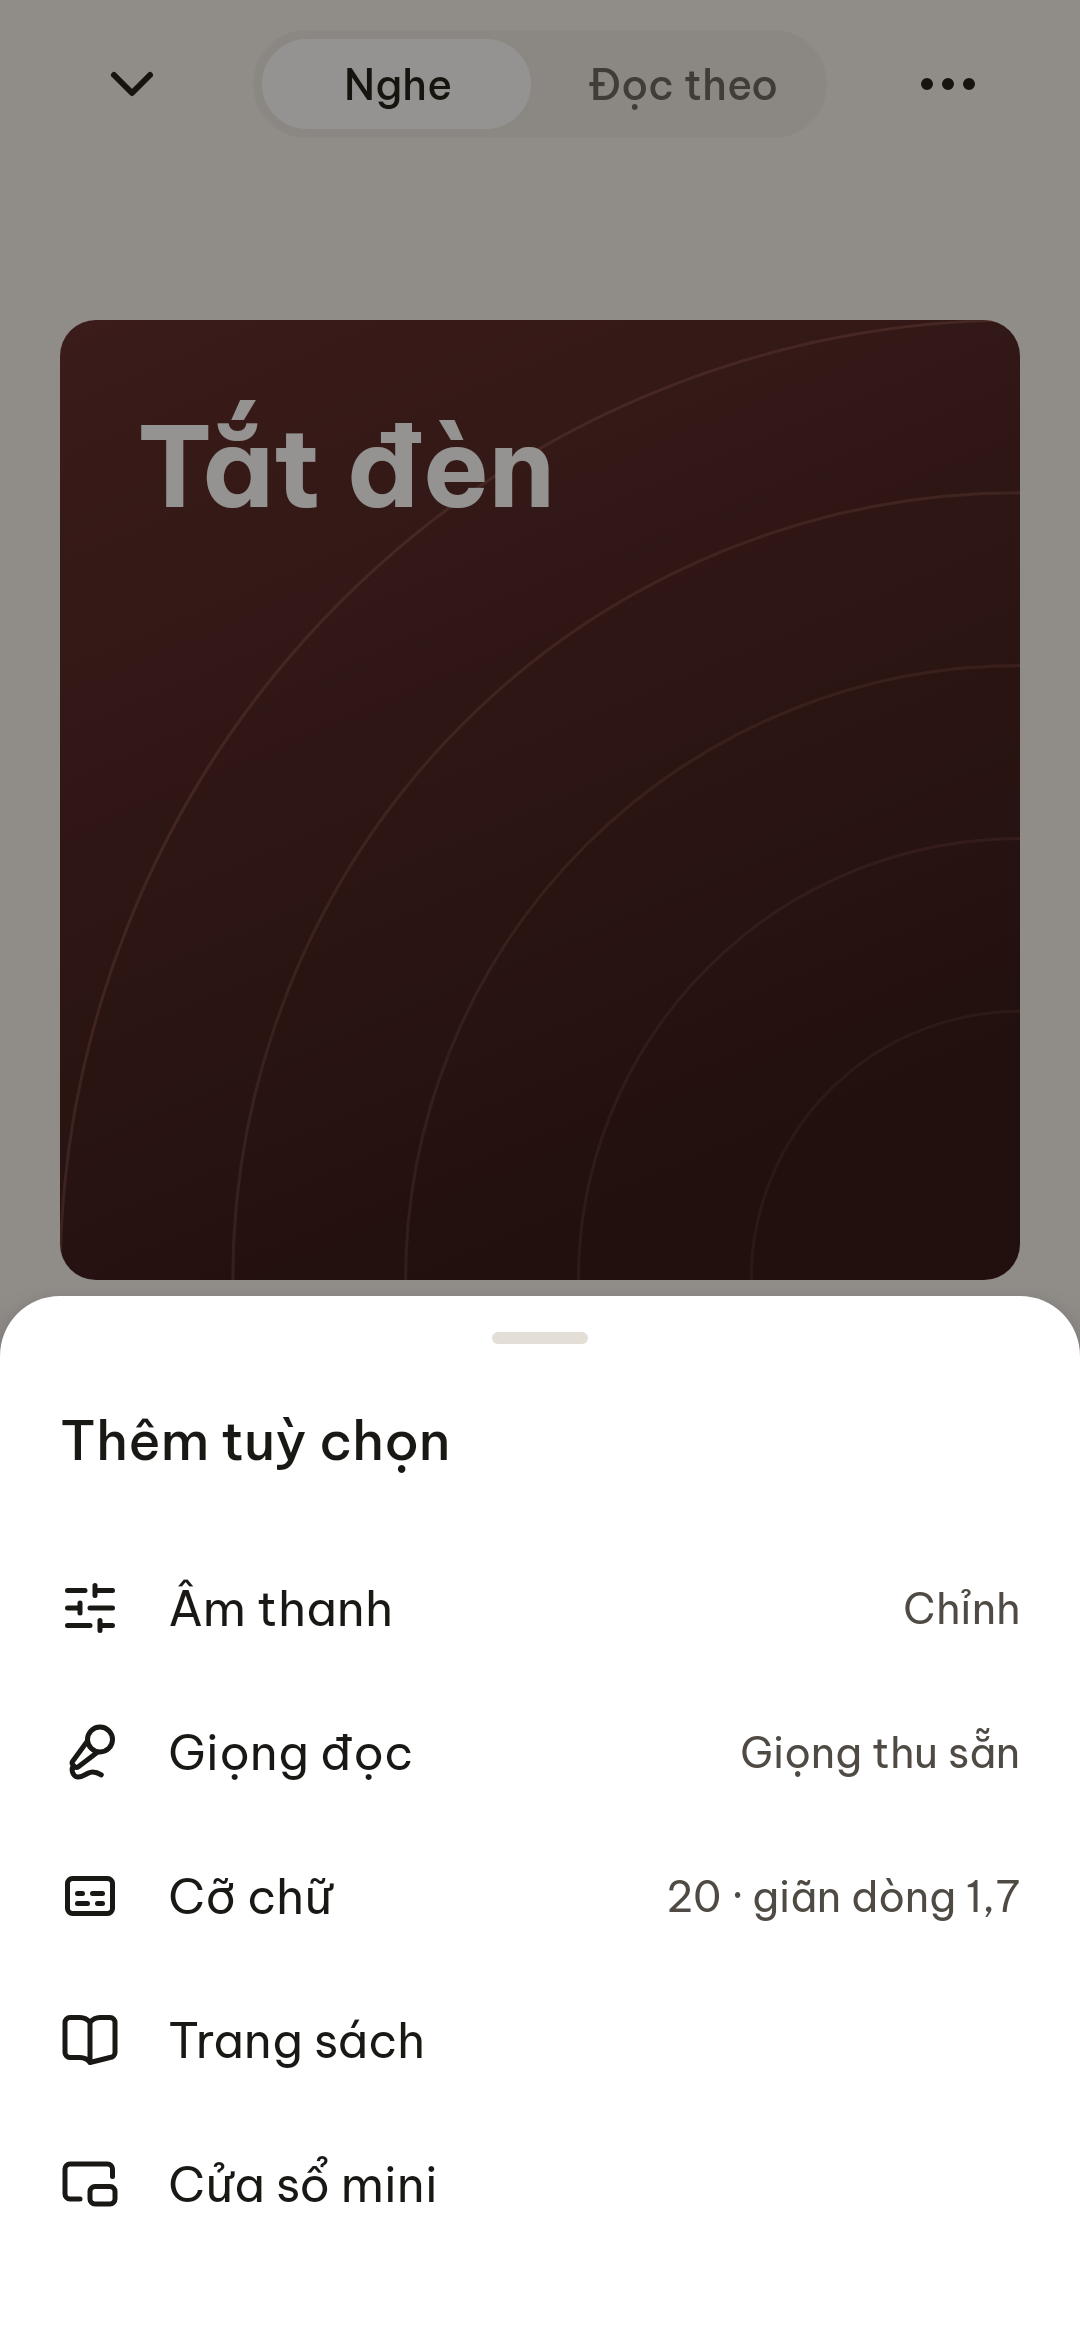 Nghe
Đọc theo
Tắt đèn
Thêm tuỳ chọn
Âm thanh
Chỉnh
Giọng đọc
Giọng thu sẵn
Cỡ chữ
20 · giãn dòng 1,7
Trang sách
Cửa sổ mini